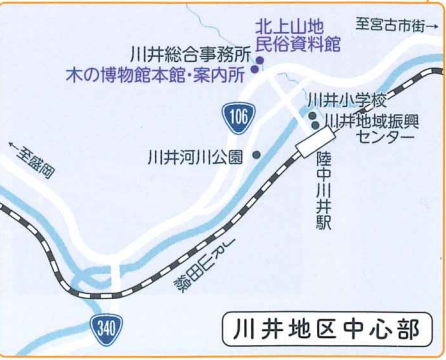 北上山地
民俗資料館
至宮古市街→
川井総合事務所
木の博物館本館・案内所
106
川井小学校
川井地域振興
センター
川井河川公園
陸中川井駅
←至盛岡
JR山田線
340
川井地区中心部